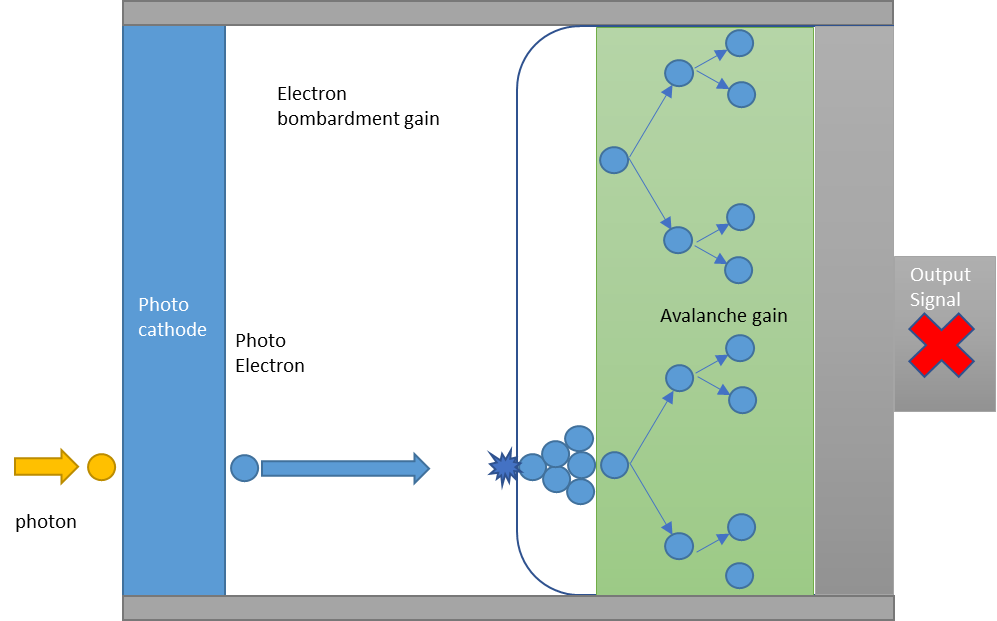 Electron
bombardment gain
Photo
cathode
Photo
Electron
photon
Avalanche gain
Output
Signal